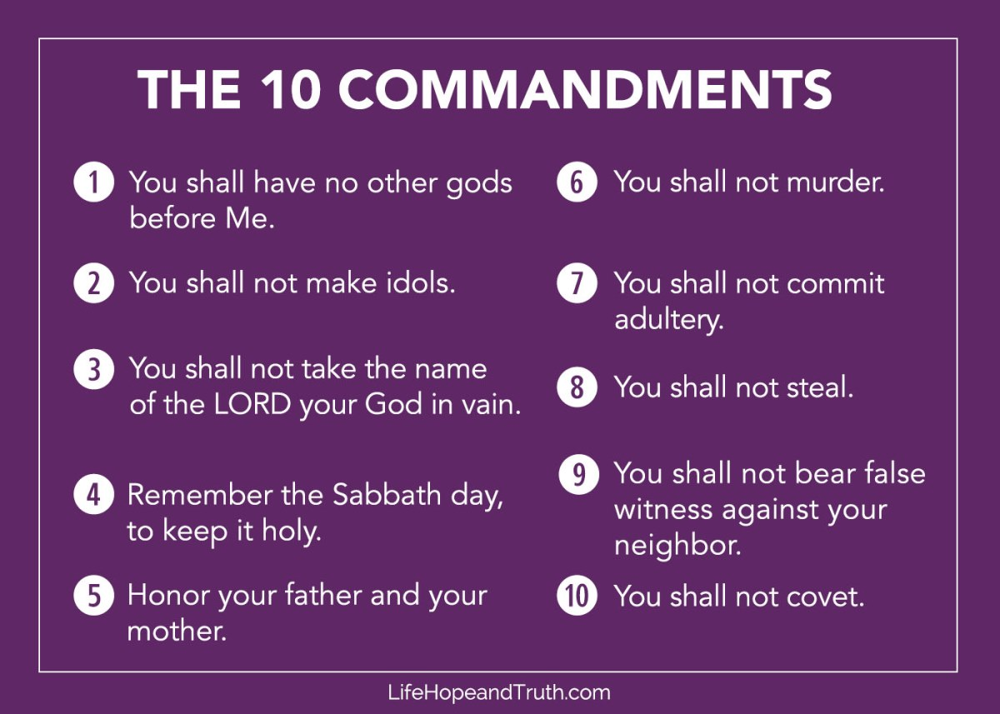 THE 10 COMMANDMENTS
1 You shall have no other gods
before Me.
2 You shall not make idols.
3 You shall not take the name
of the LORD your God in vain.
4 Remember the Sabbath day,
to keep it holy.
5 Honor your father and your
mother.
6 You shall not murder.
7 You shall not commit
adultery.
8 You shall not steal.
9 You shall not bear false
witness against your
neighbor.
10 You shall not covet.
LifeHopeandTruth.com